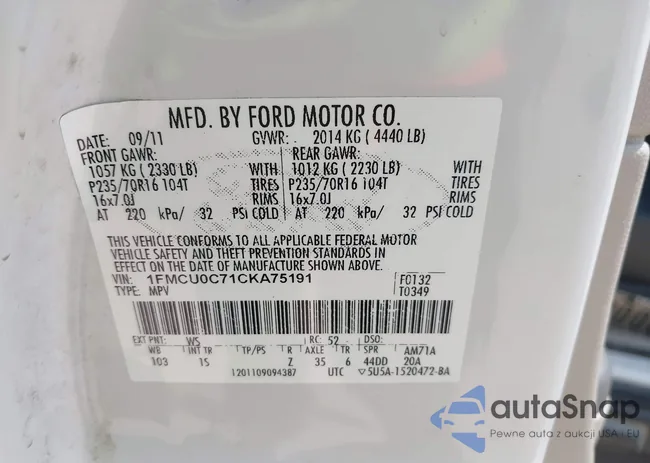 MFD. BY FORD MOTOR CO.
DATE: 09/11 GVWR: 2014 KG ( 4440 LB)
FRONT GAWR: REAR GAWR:
1057 KG ( 2330 LB) WITH 1012 KG ( 2230 LB) WITH
P235/70R16 104T TIRES P235/70R16 104T TIRES
16x7.0J RIMS 16x7.0J RIMS
AT 220 kPa/ 32 PSI COLD AT 220 kPa/ 32 PSI COLD
THIS VEHICLE CONFORMS TO ALL APPLICABLE FEDERAL MOTOR
VEHICLE SAFETY AND THEFT PREVENTION STANDARDS IN
EFFECT ON THE DATE OF MANUFACTURE SHOWN ABOVE.
VIN: 1FMCU0C71CKA75191 F0132
TYPE: MPV T0349
EXT PNT: WS RC: 52 DSO:
WB INT TR TP/PS R AXLE TR SPR AM71A
103 1S Z 35 6 44DD 20A
1201109094387 UTC ▽5U5A-1520472-BA
autaSnap
Pewne auta z aukcji USA i EU